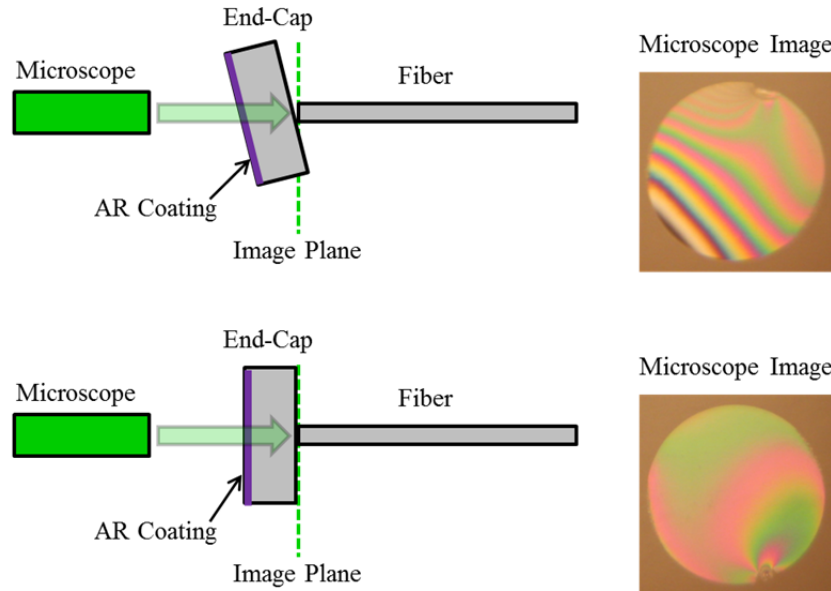 End-Cap
Microscope
Fiber
Microscope Image
AR Coating
Image Plane
End-Cap
Microscope
Fiber
Microscope Image
AR Coating
Image Plane